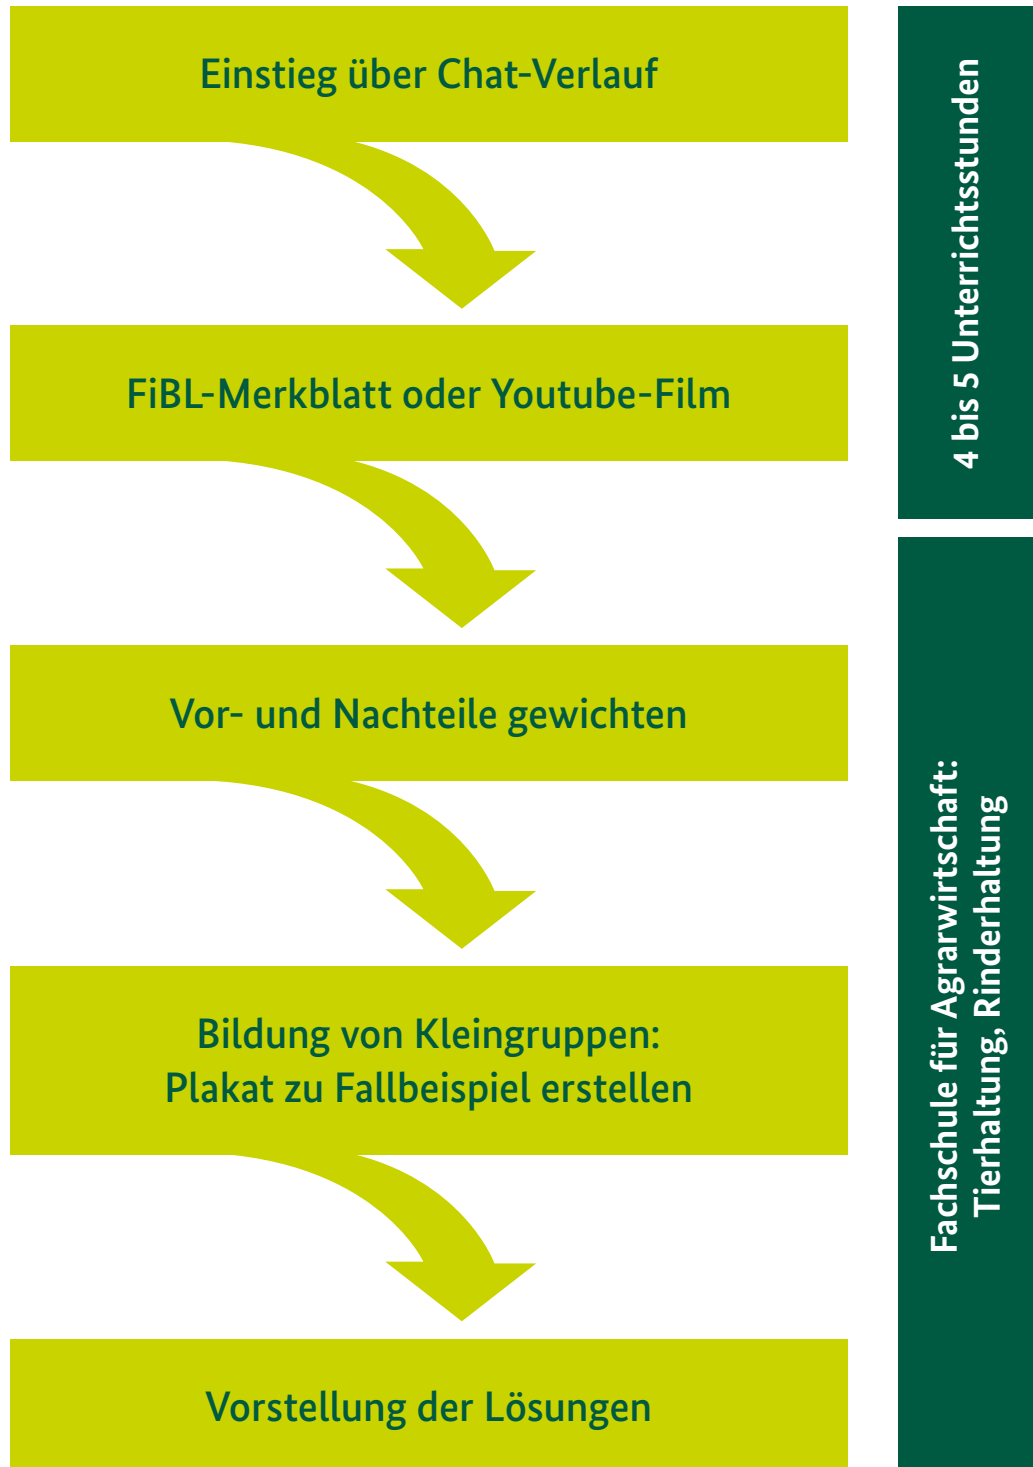 Einstieg über Chat-Verlauf
FiBL-Merkblatt oder Youtube-Film
Vor- und Nachteile gewichten
Bildung von Kleingruppen:
Plakat zu Fallbeispiel erstellen
Vorstellung der Lösungen
4 bis 5 Unterrichtsstunden
Fachschule für Agrarwirtschaft:
Tierhaltung, Rinderhaltung